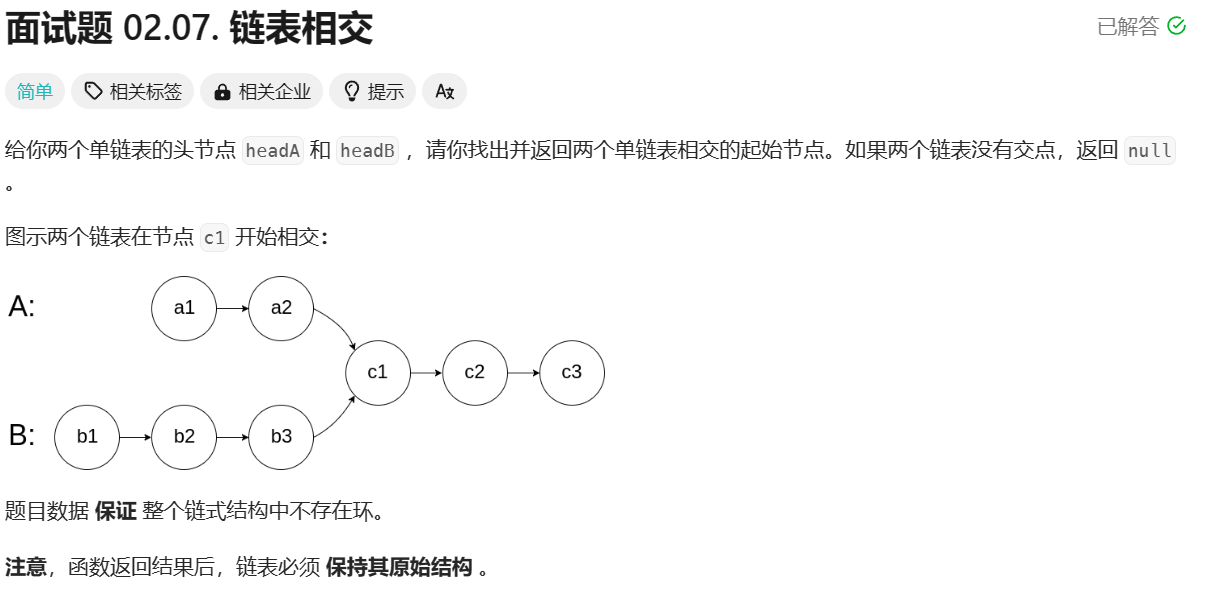 面试题 02.07. 链表相交
已解答
简单 相关标签 相关企业 提示
给你两个单链表的头节点 headA 和 headB ，请你找出并返回两个单链表相交的起始节点。如果两个链表没有交点，返回 null
。
图示两个链表在节点 c1 开始相交：
A: a1 a2
c1 c2 c3
B: b1 b2 b3
题目数据 保证 整个链式结构中不存在环。
注意，函数返回结果后，链表必须 保持其原始结构 。